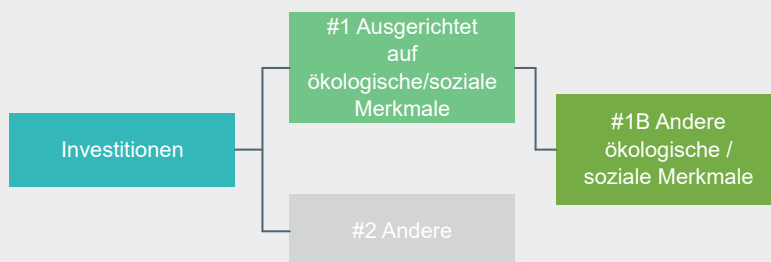 #1 Ausgerichtet
auf
ökologische/soziale
Merkmale
Investitionen
#1B Andere
ökologische /
soziale Merkmale
#2 Andere